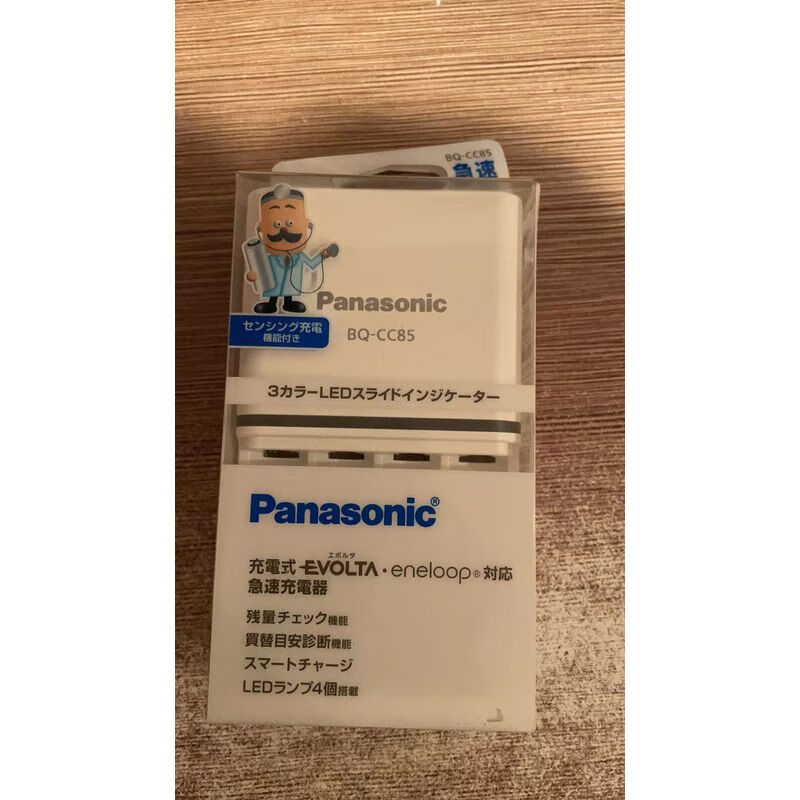 BQ-CC85
急速
Panasonic
BQ-CC85
センシング充電
機能付き
3カラーLEDスライドインジケーター
Panasonic®
エボルタ
充電式 EVOLTA・eneloop® 対応
急速充電器
残量チェック機能
買替目安診断機能
スマートチャージ
LEDランプ4個搭載